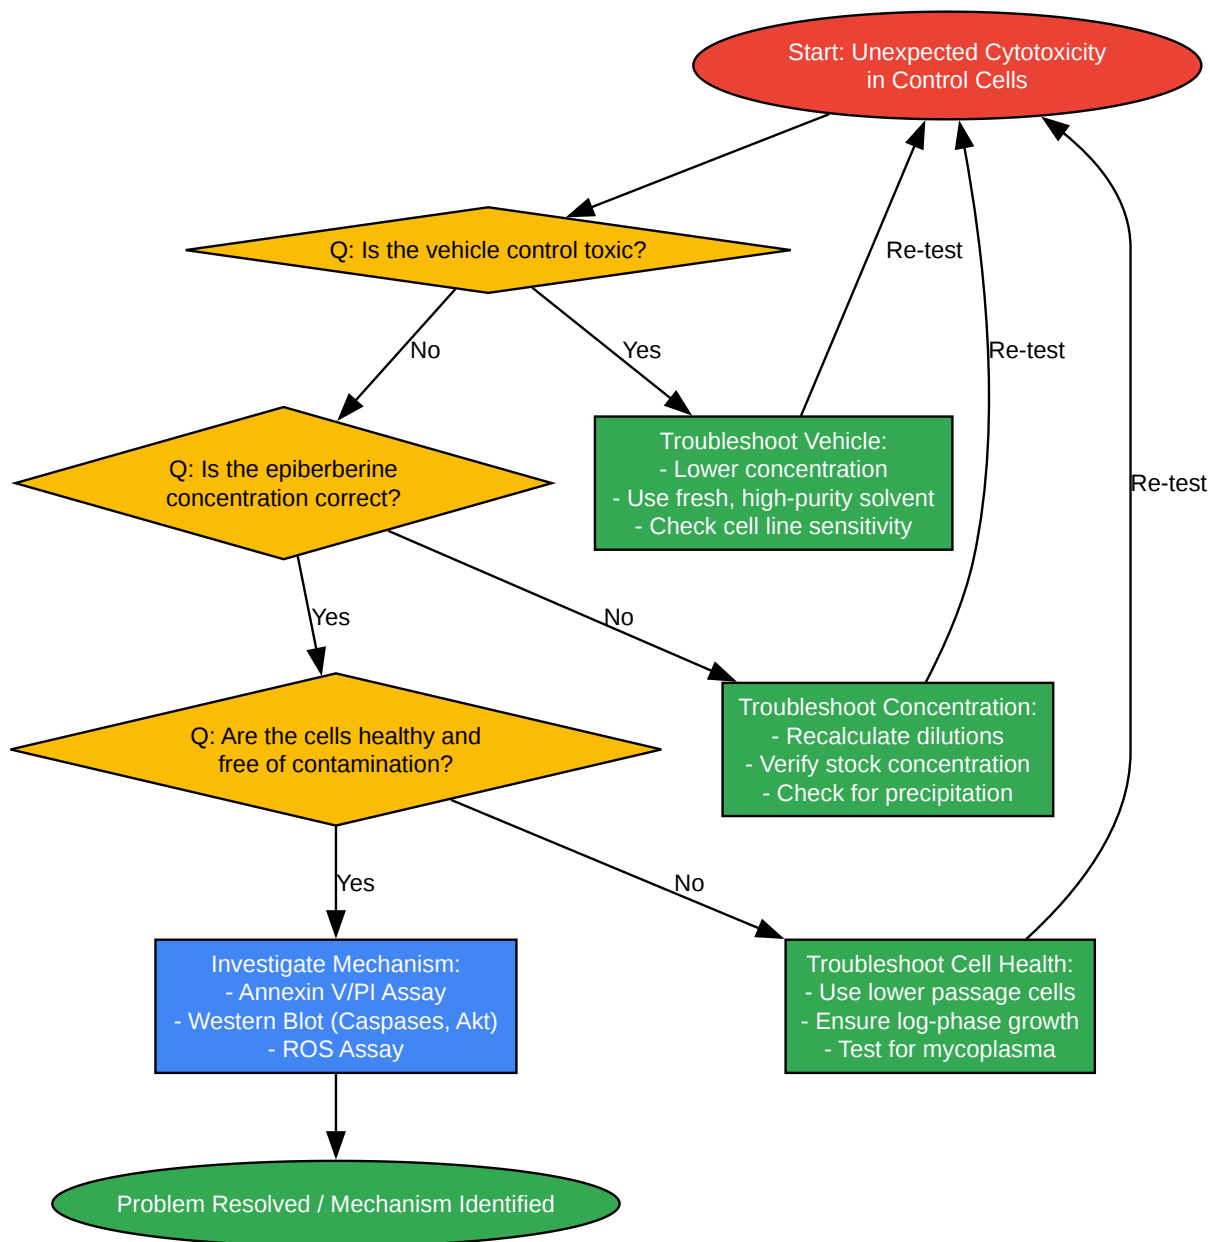 Start: Unexpected Cytotoxicity
in Control Cells
Q: Is the vehicle control toxic?
Re-test
No
Yes
Re-test
Q: Is the epiberberine
concentration correct?
Troubleshoot Vehicle:
- Lower concentration
- Use fresh, high-purity solvent
- Check cell line sensitivity
Re-test
Yes
No
Q: Are the cells healthy and
free of contamination?
Troubleshoot Concentration:
- Recalculate dilutions
- Verify stock concentration
- Check for precipitation
Yes
No
Investigate Mechanism:
- Annexin V/PI Assay
- Western Blot (Caspases, Akt)
- ROS Assay
Troubleshoot Cell Health:
- Use lower passage cells
- Ensure log-phase growth
- Test for mycoplasma
Problem Resolved / Mechanism Identified